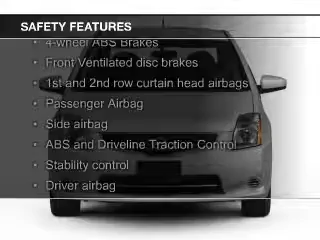 SAFETY FEATURES
• 4-wheel ABS Brakes
• Front Ventilated disc brakes
• 1st and 2nd row curtain head airbags
• Passenger Airbag
• Side airbag
• ABS and Driveline Traction Control
• Stability control
• Driver airbag